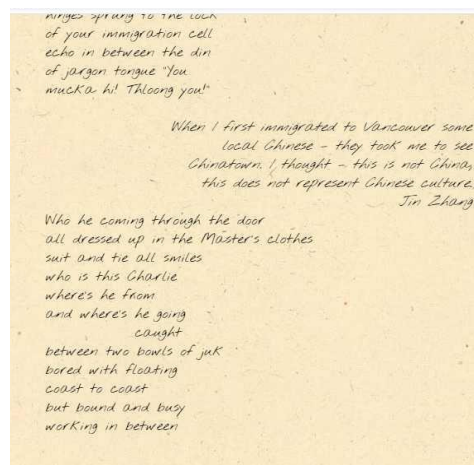 hinges sprung to the lock
of your immigration cell
echo in between the din
of jargon tongue "You
mucka hi! Thloong you!"
When I first immigrated to Vancouver some
local Chinese - they took me to see
Chinatown. I thought - this is not China,
this does not represent Chinese culture.
Jin Zhang
Who he coming through the door
all dressed up in the Master's clothes
suit and tie all smiles
who is this Charlie
where's he from
and where's he going
caught
between two bowls of juk
bored with floating
coast to coast
but bound and busy
working in between